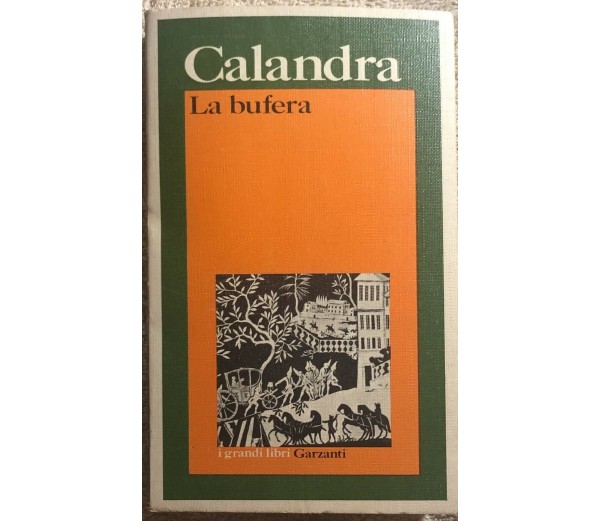 Calandra
La bufera
i grandi libri Garzanti